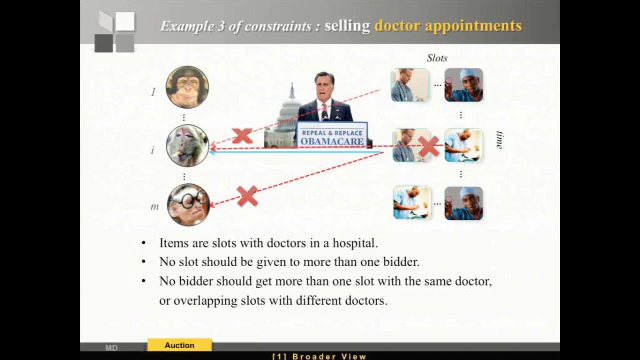 Example 3 of constraints : selling doctor appointments
Slots
1
i
m
time
REPEAL & REPLACE
OBAMACARE
• Items are slots with doctors in a hospital.
• No slot should be given to more than one bidder.
• No bidder should get more than one slot with the same doctor,
or overlapping slots with different doctors.
MD
Auction
[1] Broader View